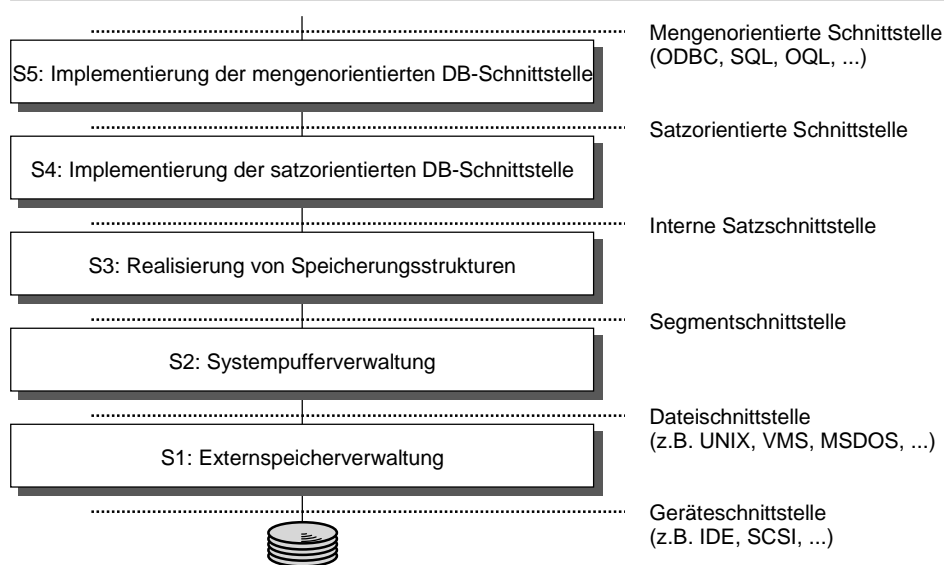 Mengenorientierte Schnittstelle
(ODBC, SQL, OQL, ...)
S5: Implementierung der mengenorientierten DB-Schnittstelle
Satzorientierte Schnittstelle
S4: Implementierung der satzorientierten DB-Schnittstelle
Interne Satzschnittstelle
S3: Realisierung von Speicherungsstrukturen
Segmentschnittstelle
S2: Systempufferverwaltung
Dateischnittstelle
(z.B. UNIX, VMS, MSDOS, ...)
S1: Externspeicherverwaltung
Geräteschnittstelle
(z.B. IDE, SCSI, ...)